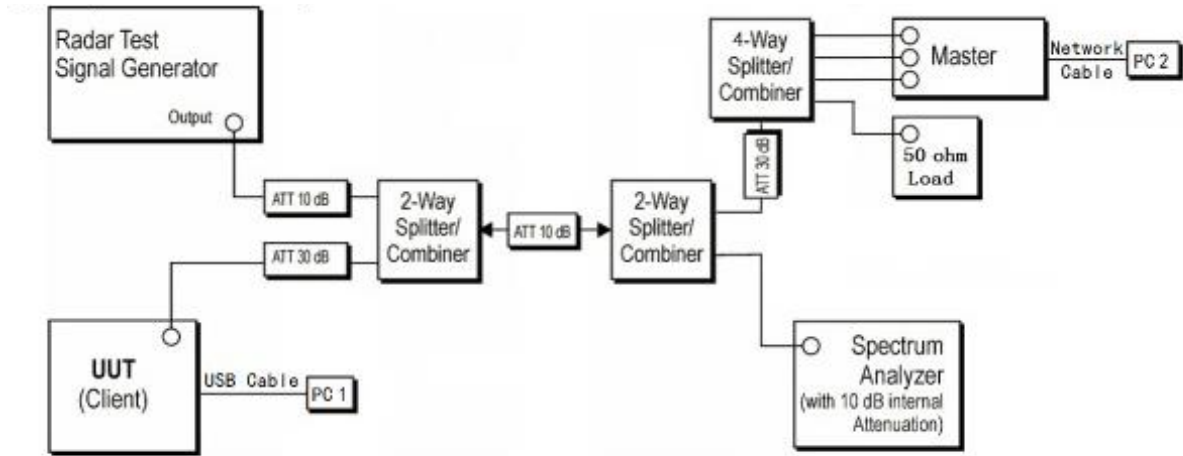 Radar Test
Signal Generator
Output
ATT 10 dB
ATT 30 dB
2-Way
Splitter/
Combiner
ATT 10 dB
2-Way
Splitter/
Combiner
ATT 30 dB
4-Way
Splitter/
Combiner
Master
Network
Cable
PC 2
50 ohm
Load
UUT
(Client)
USB Cable
PC 1
Spectrum
Analyzer
(with 10 dB internal
Attenuation)